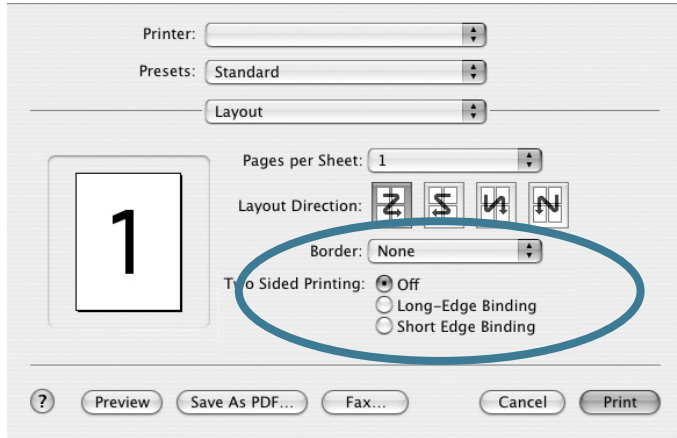 Printer:
Presets: Standard
Layout
Pages per Sheet: 1
Layout Direction:
1
Border: None
Two Sided Printing: Off
Long-Edge Binding
Short Edge Binding
? Preview Save As PDF... Fax... Cancel Print